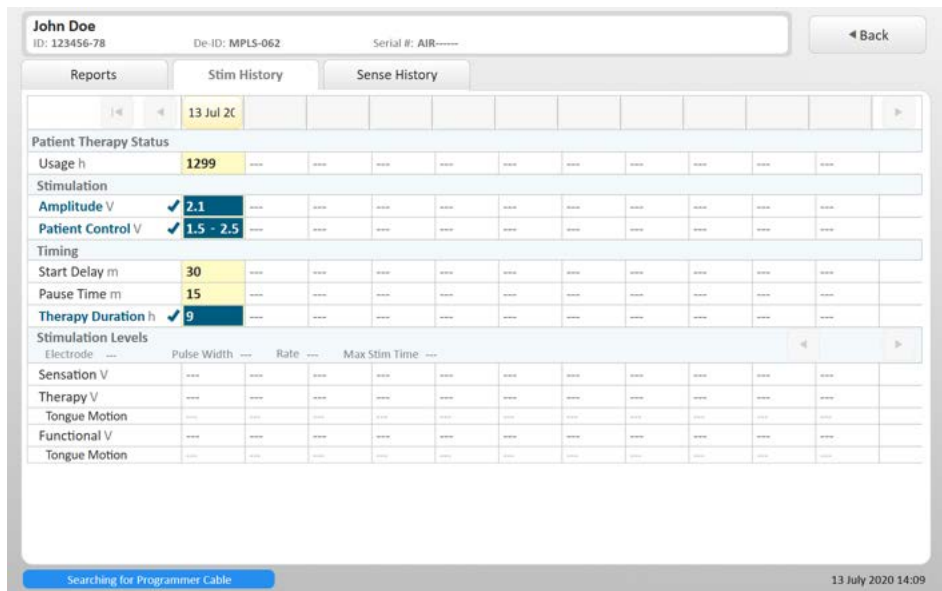 John Doe
ID: 123456-78 De-ID: MPLS-062 Serial #: AIR------
Back
Reports Stim History Sense History
13 Jul 20
Patient Therapy Status
Usage h 1299 --- --- --- --- --- --- --- --- --- ---
Stimulation
Amplitude V 2.1 --- --- --- --- --- --- --- --- --- ---
Patient Control V 1.5 - 2.5 --- --- --- --- --- --- --- --- --- ---
Timing
Start Delay m 30 --- --- --- --- --- --- --- --- --- ---
Pause Time m 15 --- --- --- --- --- --- --- --- --- ---
Therapy Duration h 9 --- --- --- --- --- --- --- --- --- ---
Stimulation Levels
Electrode --- Pulse Width --- Rate --- Max Stim Time ---
Sensation V --- --- --- --- --- --- --- --- --- --- ---
Therapy V --- --- --- --- --- --- --- --- --- --- ---
Tongue Motion --- --- --- --- --- --- --- --- --- --- ---
Functional V --- --- --- --- --- --- --- --- --- --- ---
Tongue Motion --- --- --- --- --- --- --- --- --- --- ---
Searching for Programmer Cable 13 July 2020 14:09